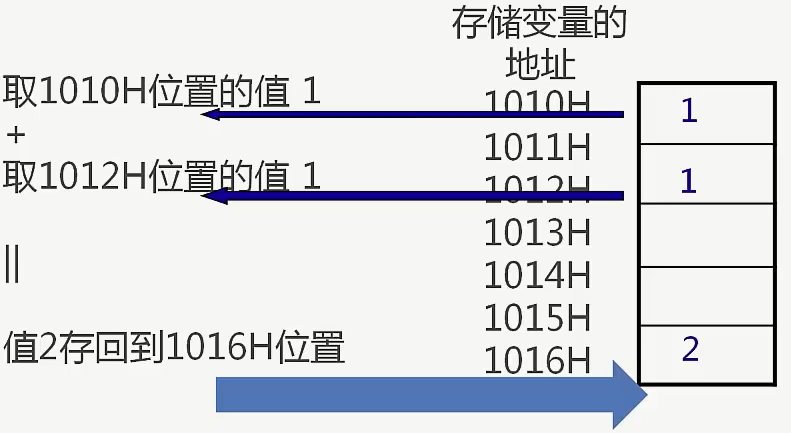 存储变量的
地址
取1010H位置的值 1
+
取1012H位置的值 1
||
值2存回到1016H位置
1010H
1011H
1012H
1013H
1014H
1015H
1016H
1
1
2